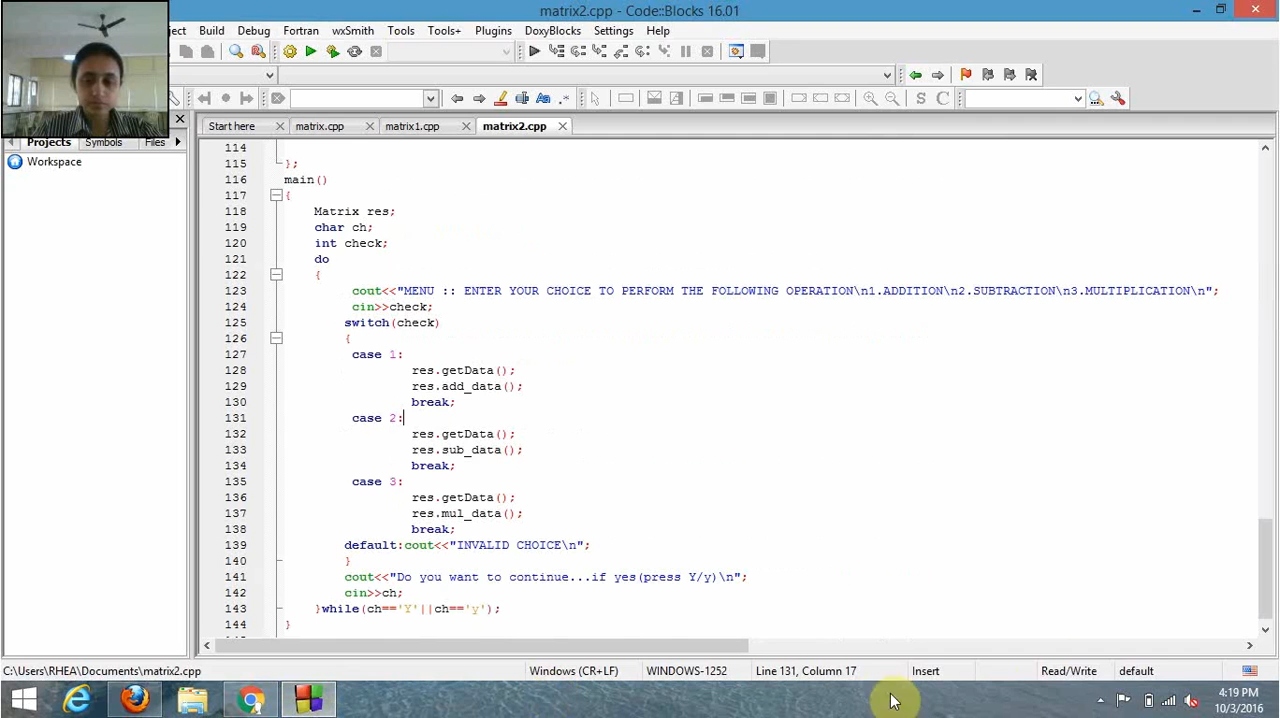 matrix2.cpp - Code::Blocks 16.01
ject Build Debug Fortran wxSmith Tools Tools+ Plugins DoxyBlocks Settings Help
S C
Start here matrix.cpp matrix1.cpp matrix2.cpp
Projects Symbols Files
Workspace
114
115 };
116 main()
117 {
118 Matrix res;
119 char ch;
120 int check;
121 do
122 {
123 cout<<"MENU :: ENTER YOUR CHOICE TO PERFORM THE FOLLOWING OPERATION\n1.ADDITION\n2.SUBTRACTION\n3.MULTIPLICATION\n";
124 cin>>check;
125 switch(check)
126 {
127 case 1:
128 res.getData();
129 res.add_data();
130 break;
131 case 2:
132 res.getData();
133 res.sub_data();
134 break;
135 case 3:
136 res.getData();
137 res.mul_data();
138 break;
139 default:cout<<"INVALID CHOICE\n";
140 }
141 cout<<"Do you want to continue...if yes(press Y/y)\n";
142 cin>>ch;
143 }while(ch=='Y'||ch=='y');
144 }
C:\Users\RHEA\Documents\matrix2.cpp Windows (CR+LF) WINDOWS-1252 Line 131, Column 17 Insert Read/Write default
4:19 PM
10/3/2016